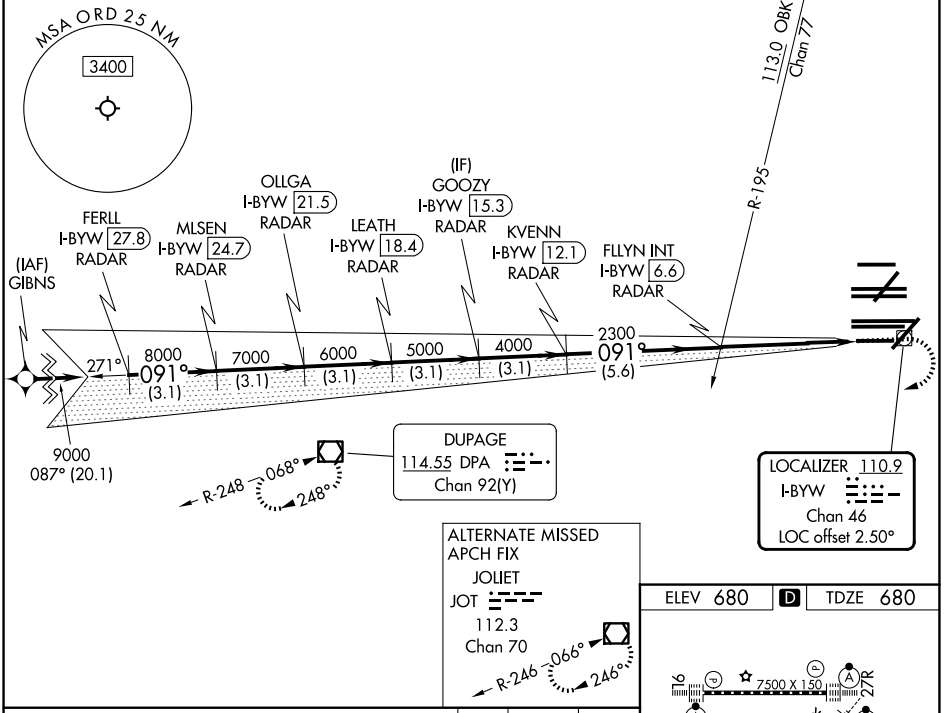 MSA ORD 25 NM
3400
113.0 OBK
Chan 77
R-195
(IAF)
GIBNS
FERLL
I-BYW 27.8
RADAR
MLSEN
I-BYW 24.7
RADAR
OLLGA
I-BYW 21.5
RADAR
LEATH
I-BYW 18.4
RADAR
(IF)
GOOZY
I-BYW 15.3
RADAR
KVENN
I-BYW 12.1
RADAR
FLLYN INT
I-BYW 6.6
RADAR
271°
8000
091°
(3.1)
7000
(3.1)
6000
(3.1)
5000
(3.1)
4000
(3.1)
2300
091°
(5.6)
9000
087° (20.1)
R-248
068°
248°
DUPAGE
114.55 DPA
Chan 92(Y)
LOCALIZER 110.9
I-BYW
Chan 46
LOC offset 2.50°
ALTERNATE MISSED
APCH FIX
JOLIET
JOT
112.3
Chan 70
R-246
066°
246°
ELEV 680 D TDZE 680
9L
P
7500 X 150
P
A
27R